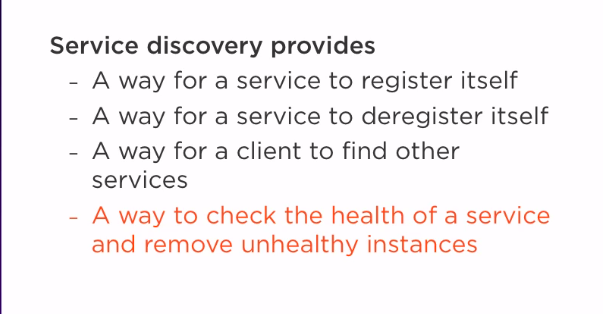 Service discovery provides
- A way for a service to register itself
- A way for a service to deregister itself
- A way for a client to find other
services
- A way to check the health of a service
and remove unhealthy instances